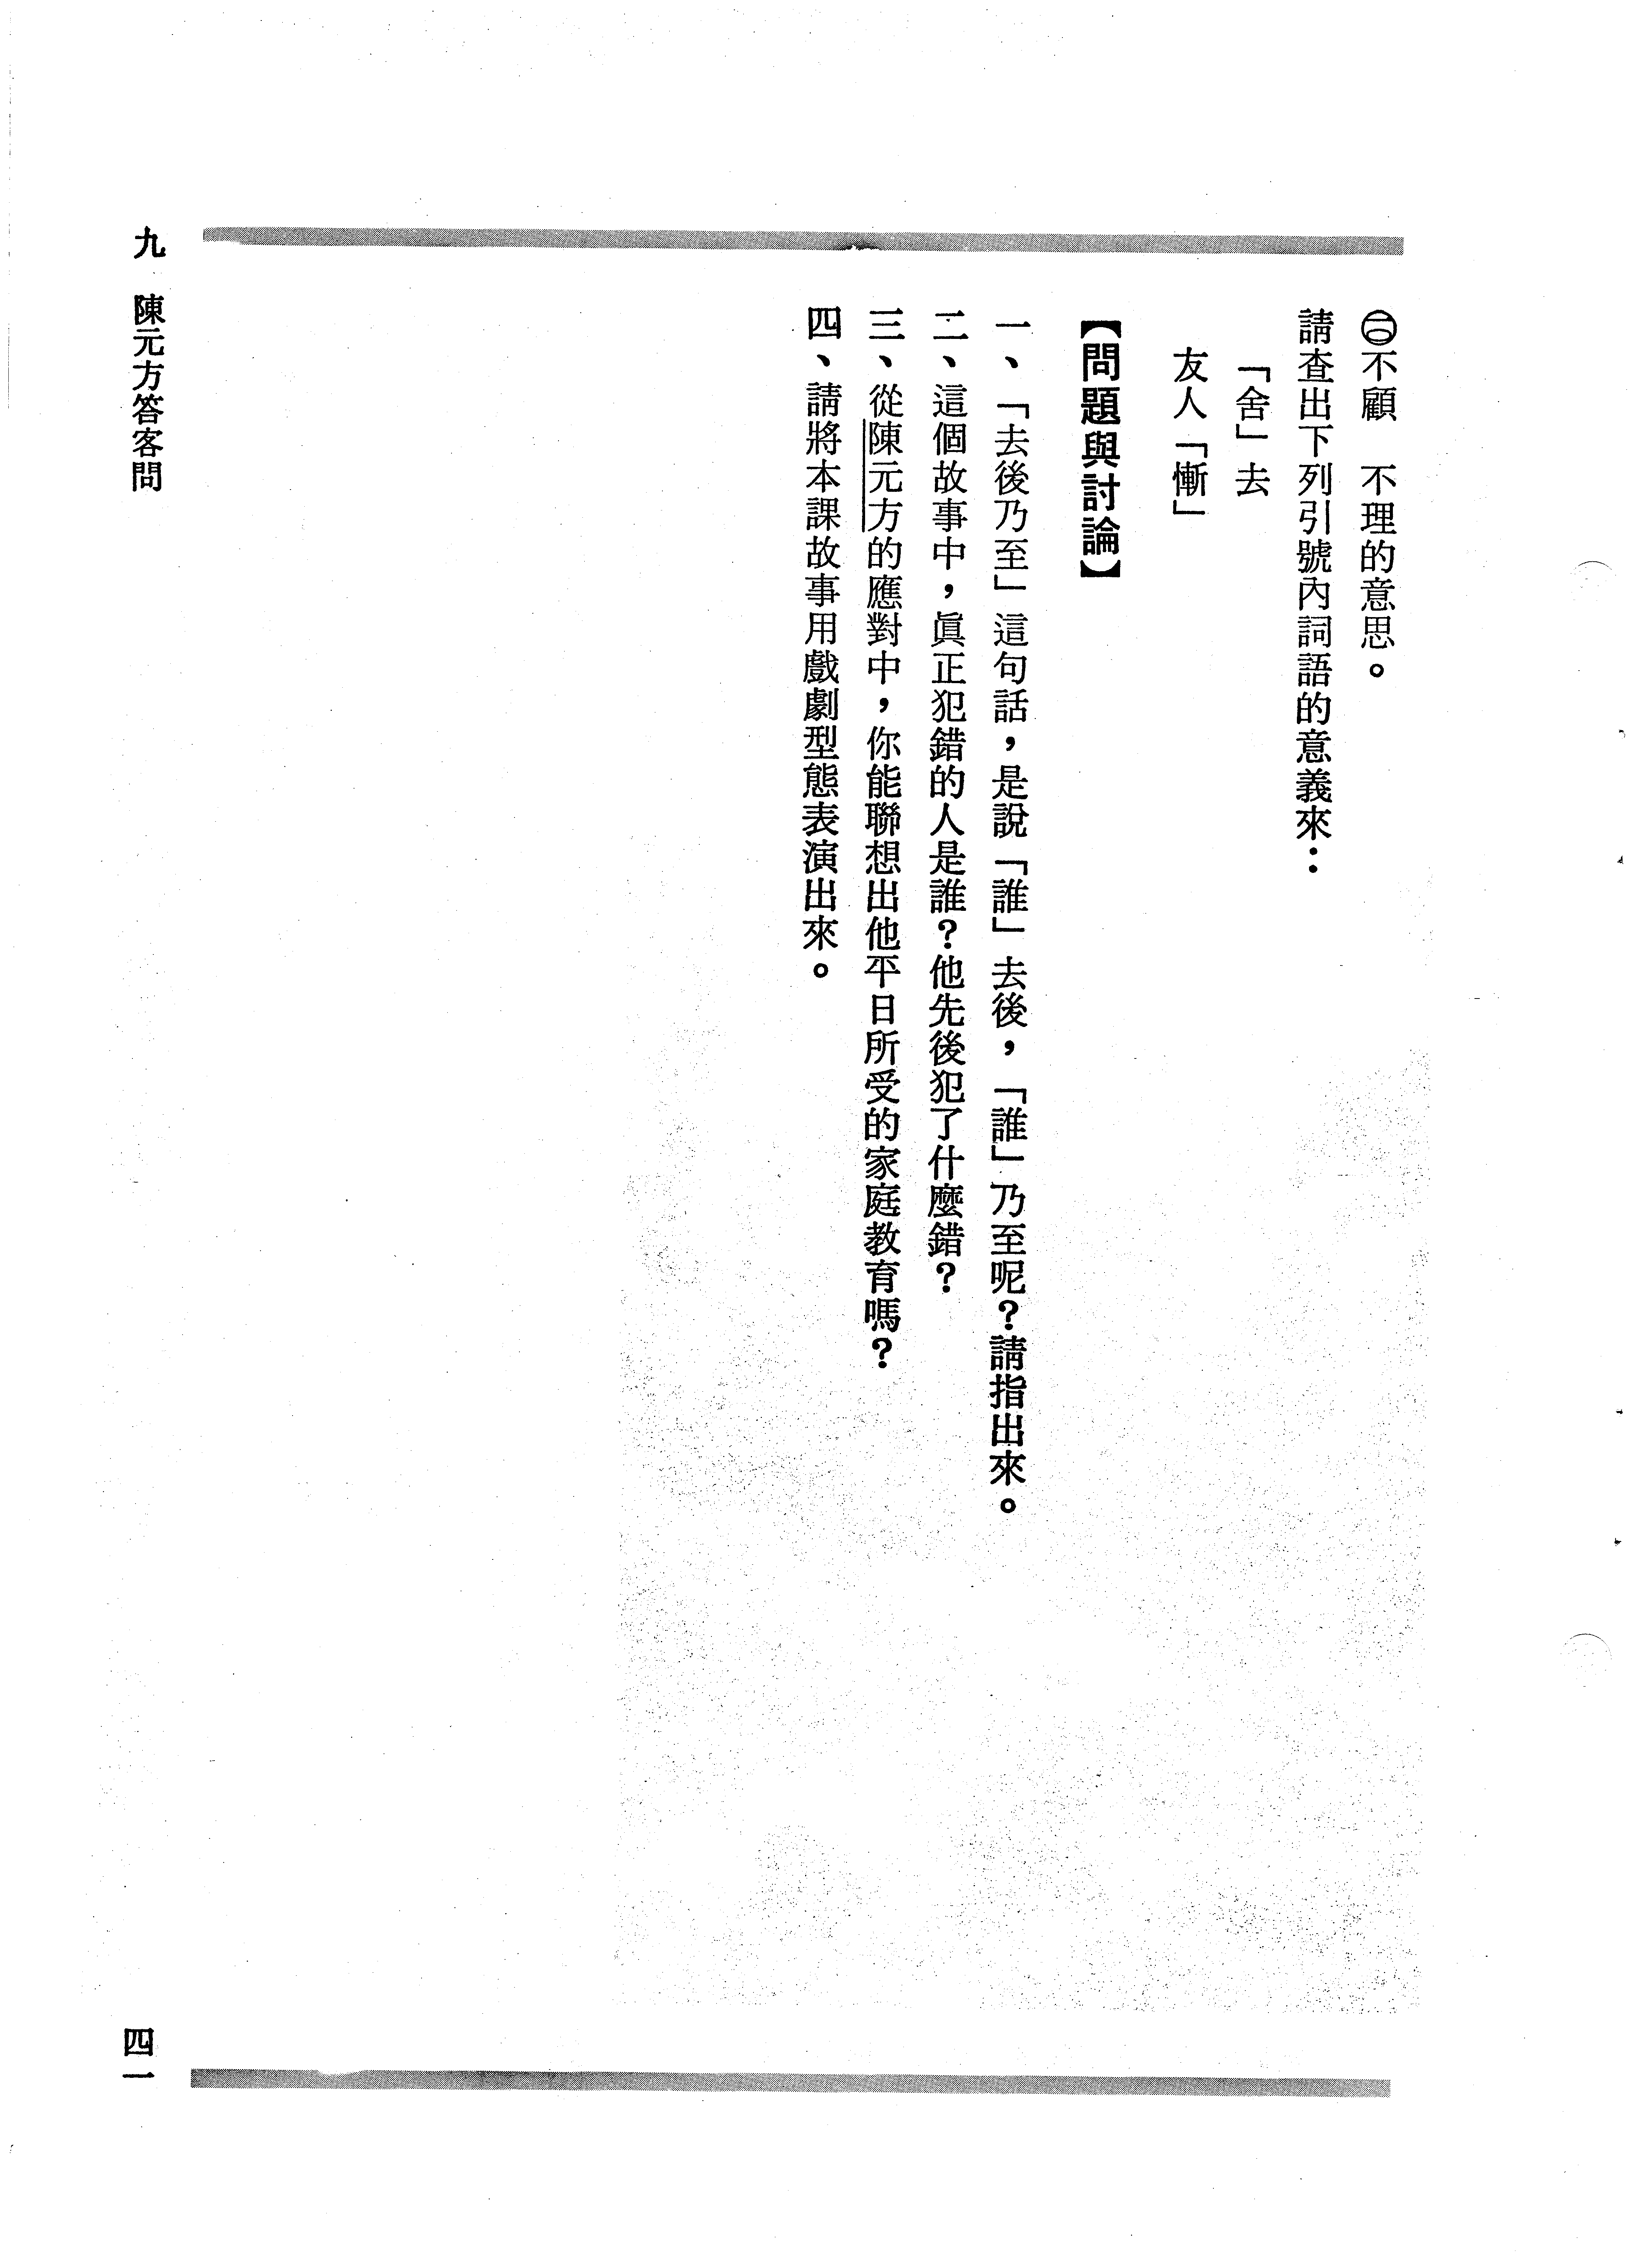 ㊁〇不顧　不理的意思。
請查出下列引號內詞語的意義來：
「舍」去
友人「慚」
【問題與討論】
一、「去後乃至」這句話，是說「誰」去後，「誰」乃至呢？請指出來。
二、這個故事中，眞正犯錯的人是誰？他先後犯了什麼錯？
三、從陳元方的應對中，你能聯想出他平日所受的家庭教育嗎？
四、請將本課故事用戲劇型態表演出來。
九　陳元方答客問
四一